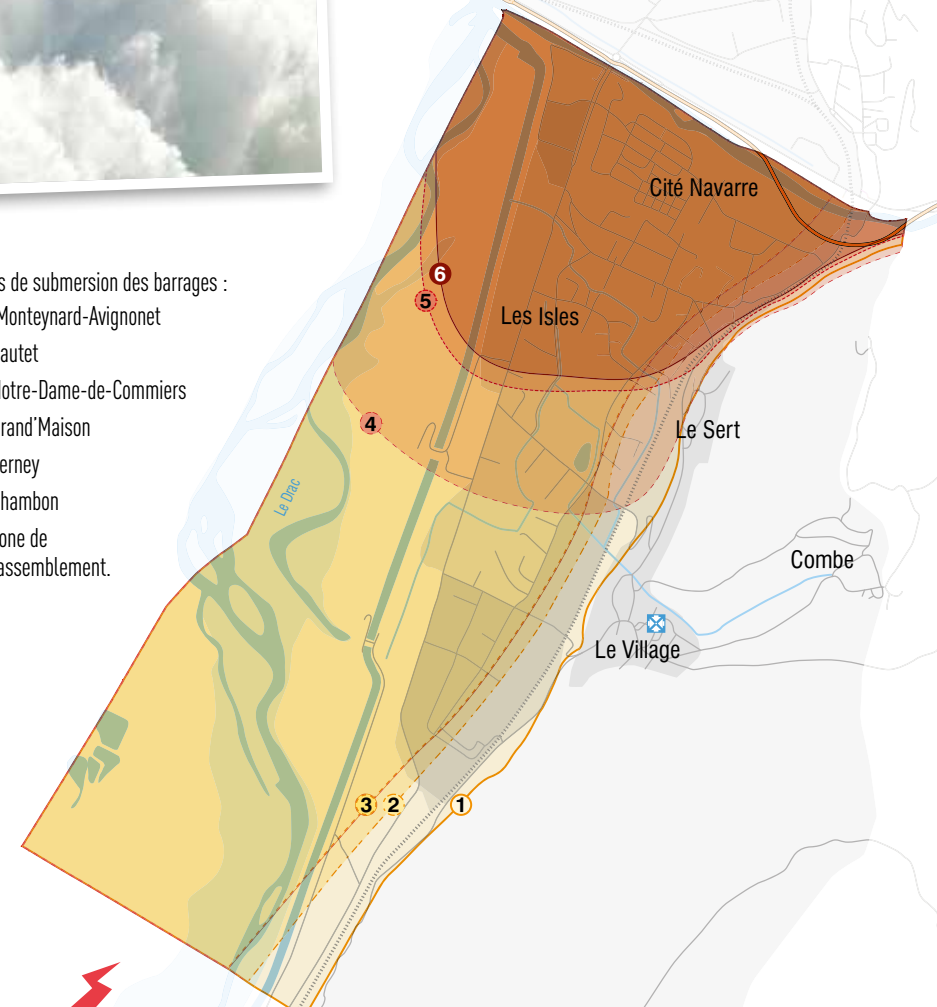 s de submersion des barrages :
Monteynard-Avignonet
autet
otre-Dame-de-Commiers
rand'Maison
erney
hambon
one de
assemblement.
Cité Navarre
6
5
Les Isles
4
Le Sert
Le Drac
Combe
Le Village
3
2
1